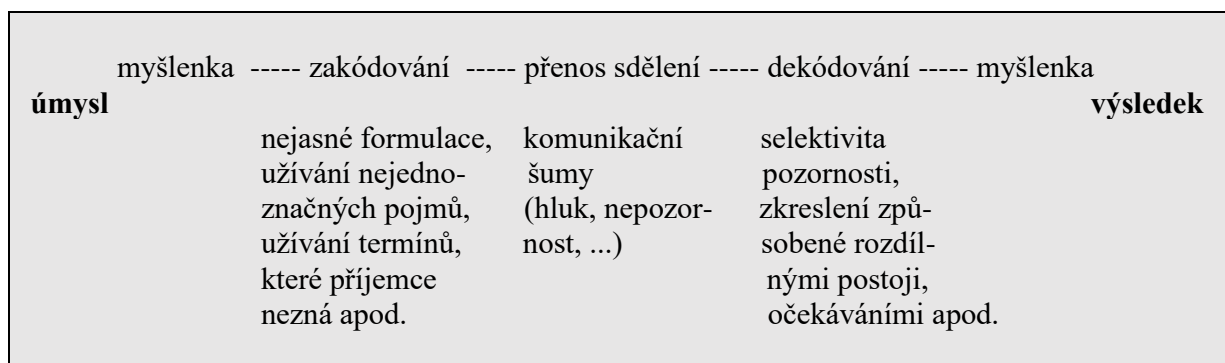 myšlenka ----- zakódování ----- přenos sdělení ----- dekódování ----- myšlenka
úmysl výsledek
nejasné formulace, komunikační selektivita
užívání nejedno- šumy pozornosti,
značných pojmů, (hluk, nepozor- zkreslení způ-
užívání termínů, nost, ...) sobené rozdíl-
které příjemce nými postoji,
nezná apod. očekáváními apod.